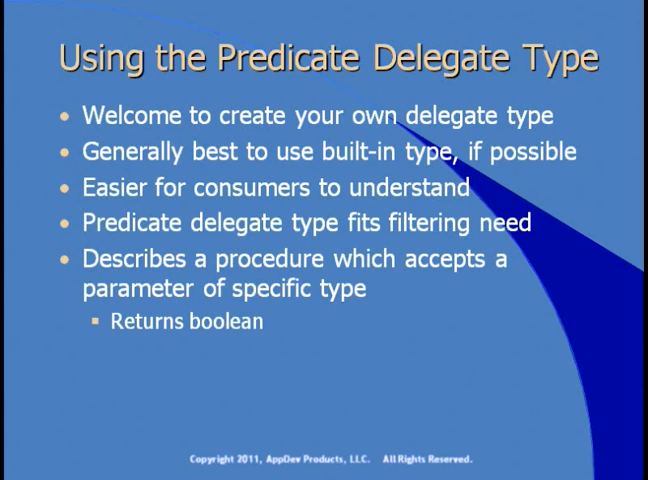 Using the Predicate Delegate Type
• Welcome to create your own delegate type
• Generally best to use built-in type, if possible
• Easier for consumers to understand
• Predicate delegate type fits filtering need
• Describes a procedure which accepts a
parameter of specific type
▪ Returns boolean
Copyright 2011, AppDev Products, LLC. All Rights Reserved.